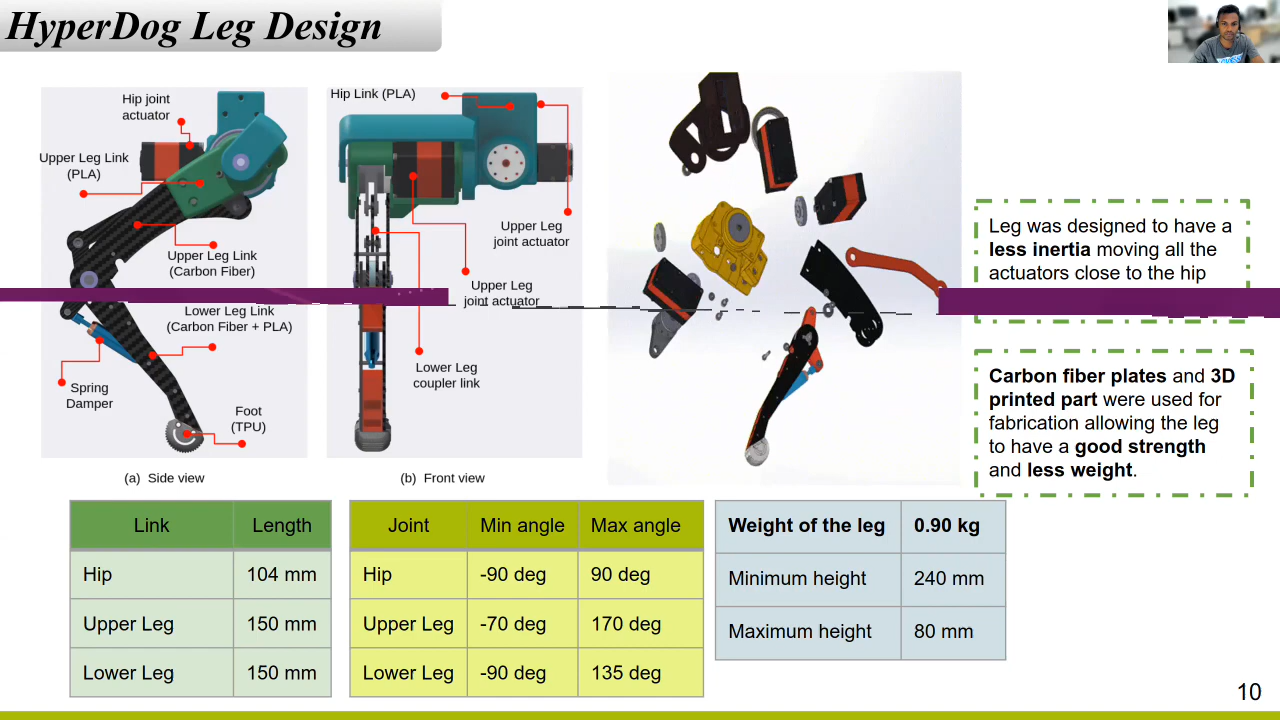 HyperDog Leg Design
Hip joint
actuator
Upper Leg Link
(PLA)
Upper Leg Link
(Carbon Fiber)
Lower Leg Link
(Carbon Fiber + PLA)
Spring
Damper
Foot
(TPU)
(a) Side view
Hip Link (PLA)
Upper Leg
joint actuator
Upper Leg
joint actuator
Lower Leg
coupler link
(b) Front view
Leg was designed to have a
less inertia moving all the
actuators close to the hip
Carbon fiber plates and 3D
printed part were used for
fabrication allowing the leg
to have a good strength
and less weight.
Link Length
Hip 104 mm
Upper Leg 150 mm
Lower Leg 150 mm
Joint Min angle Max angle
Hip -90 deg 90 deg
Upper Leg -70 deg 170 deg
Lower Leg -90 deg 135 deg
Weight of the leg 0.90 kg
Minimum height 240 mm
Maximum height 80 mm
10